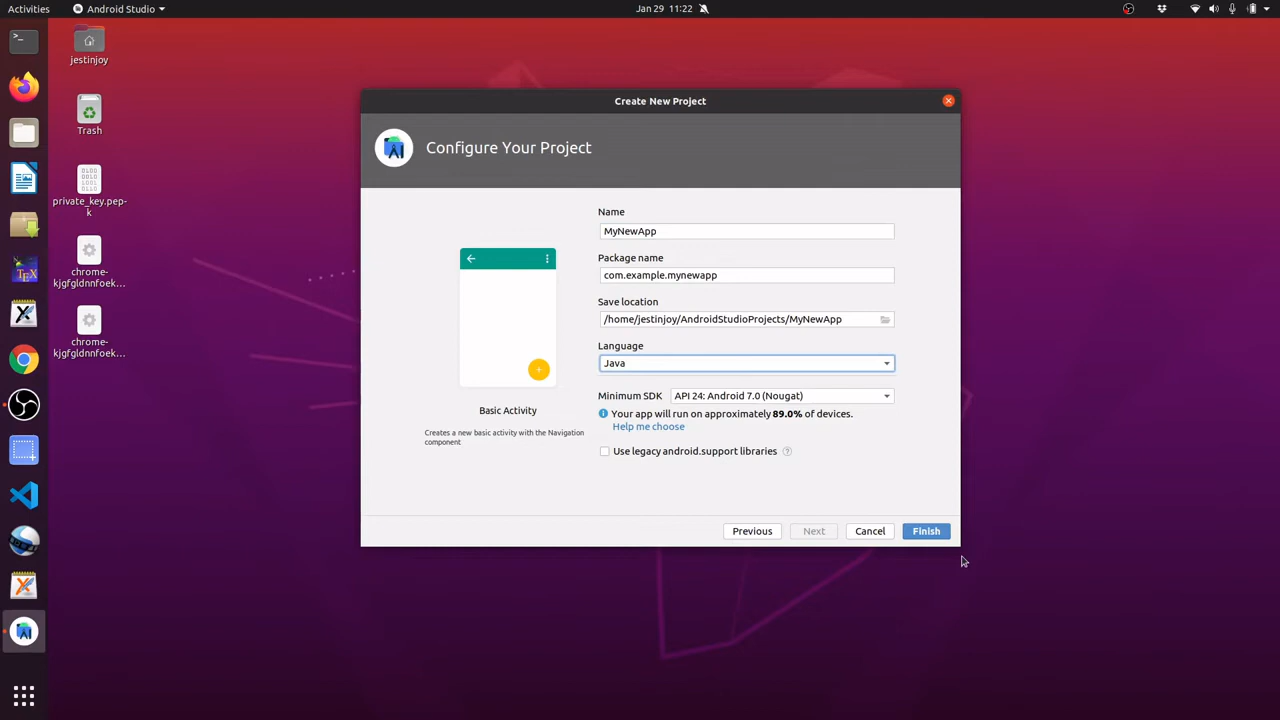 Activities
Android Studio
Jan 29 11:22
jestinjoy
Trash
private_key.pep-
k
chrome-
kjgfgldnnfoek...
chrome-
kjgfgldnnfoek...
Create New Project
Configure Your Project
Name
MyNewApp
Package name
com.example.mynewapp
Save location
/home/jestinjoy/AndroidStudioProjects/MyNewApp
Language
Java
Minimum SDK
API 24: Android 7.0 (Nougat)
Your app will run on approximately 89.0% of devices.
Help me choose
Use legacy android.support libraries
Basic Activity
Creates a new basic activity with the Navigation
component
Previous
Next
Cancel
Finish